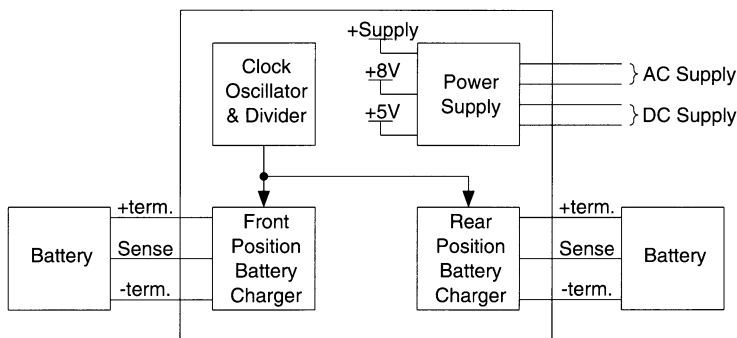 +Supply
Clock
Oscillator
& Divider
+8V
+5V
Power
Supply
} AC Supply
} DC Supply
Battery
+term.
Sense
-term.
Front
Position
Battery
Charger
Rear
Position
Battery
Charger
+term.
Sense
-term.
Battery